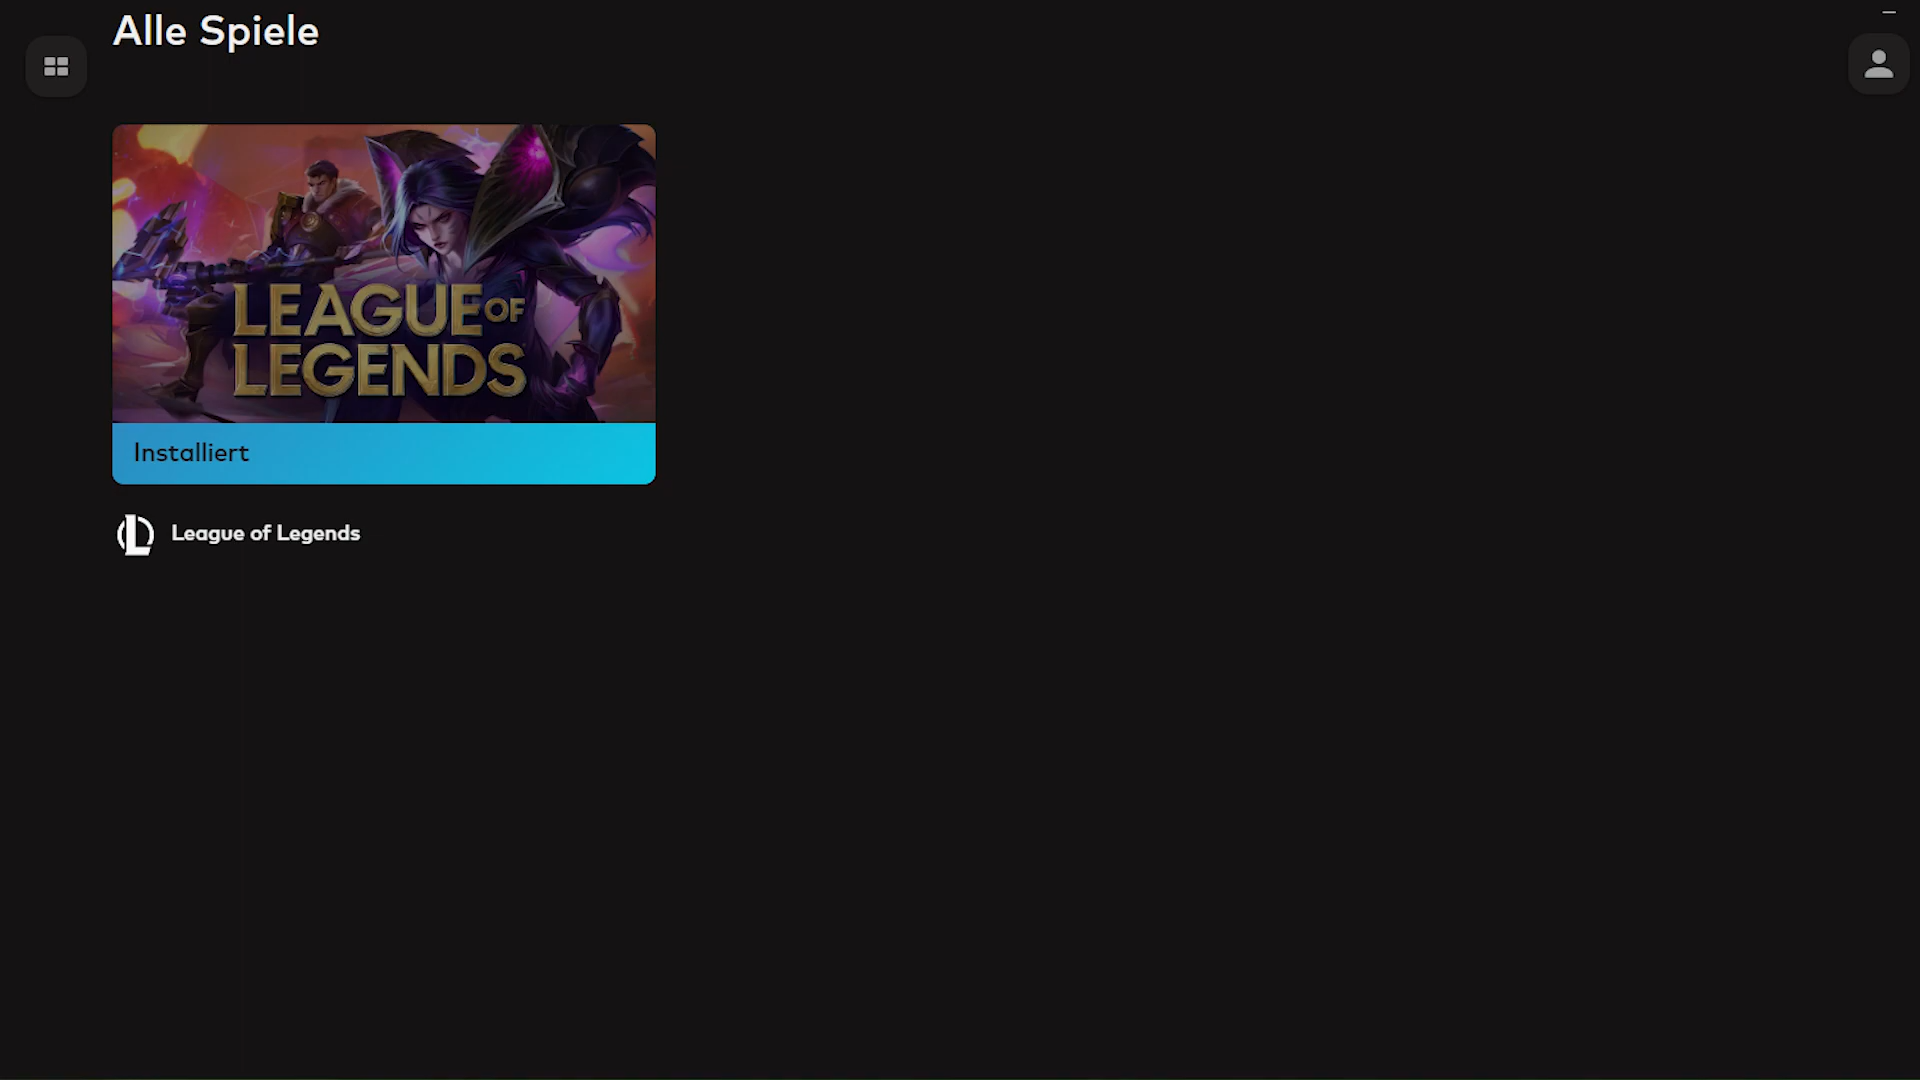 Alle Spiele
LEAGUE OF
LEGENDS
Installiert
League of Legends